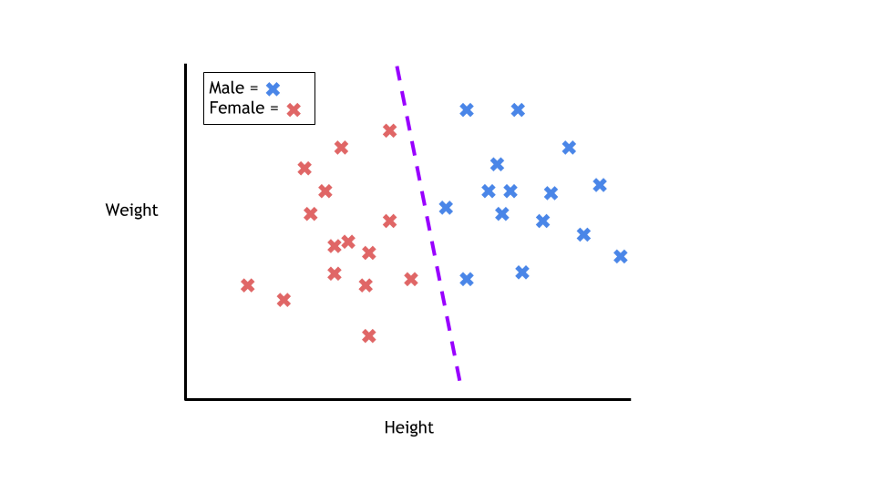 Male =
Female =
Weight
Height